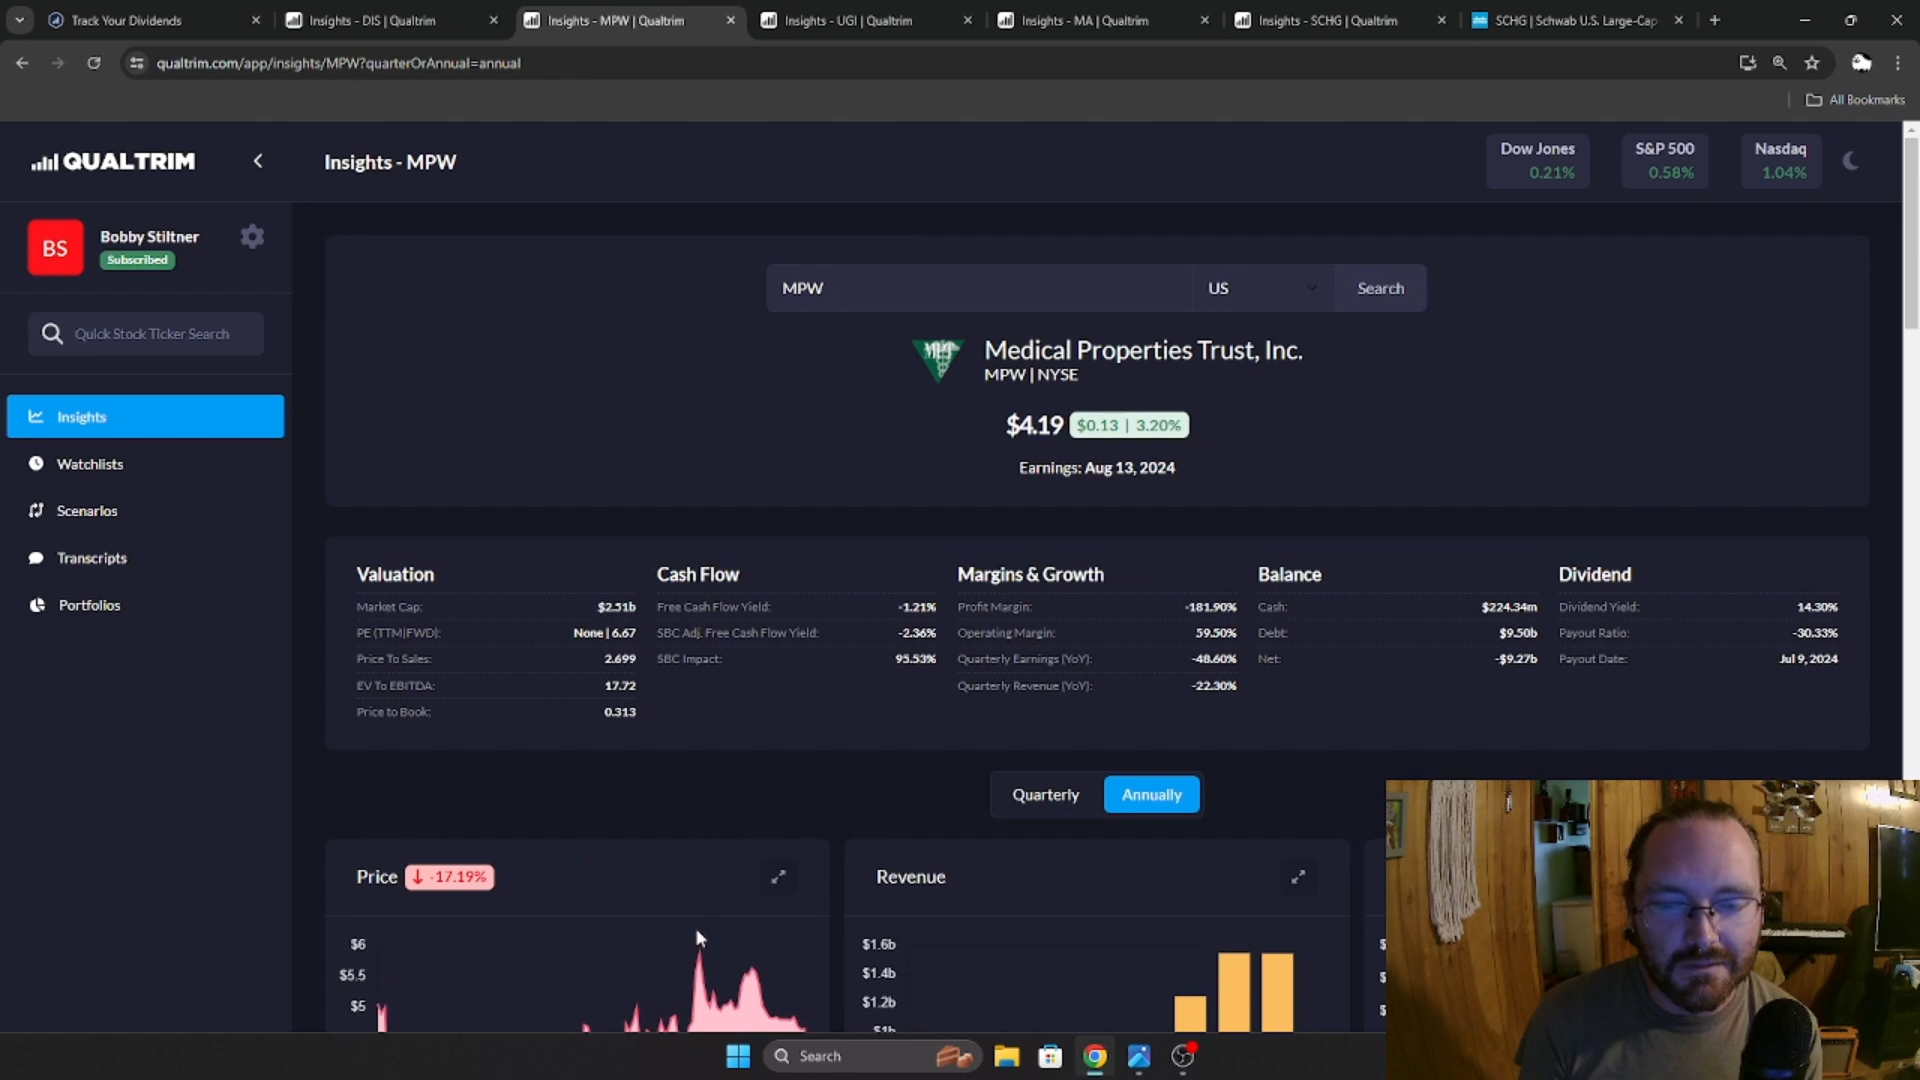 Track Your Dividends
Insights - DIS | Qualtrim
Insights - MPW | Qualtrim
Insights - UGI | Qualtrim
Insights - MA | Qualtrim
Insights - SCHG | Qualtrim
SCHG | Schwab U.S. Large-Cap
qualtrim.com/app/insights/MPW?quarterOrAnnual=annual
All Bookmarks
QUALTRIM
Insights - MPW
Dow Jones
0.21%
S&P 500
0.58%
Nasdaq
1.04%
BS
Bobby Stiltner
Subscribed
Quick Stock Ticker Search
Insights
Watchlists
Scenarios
Transcripts
Portfolios
MPW
US
Search
MPT
Medical Properties Trust, Inc.
MPW | NYSE
$4.19
$0.13 | 3.20%
Earnings: Aug 13, 2024
Valuation
Market Cap: $2.51b
PE (TTM|FWD): None | 6.67
Price To Sales: 2.699
EV To EBITDA: 17.72
Price to Book: 0.313
Cash Flow
Free Cash Flow Yield: -1.21%
SBC Adj. Free Cash Flow Yield: -2.36%
SBC Impact: 95.53%
Margins & Growth
Profit Margin: -181.90%
Operating Margin: 59.50%
Quarterly Earnings (YoY): -48.60%
Quarterly Revenue (YoY): -22.30%
Balance
Cash: $224.34m
Debt: $9.50b
Net: -$9.27b
Dividend
Dividend Yield: 14.30%
Payout Ratio: -30.33%
Payout Date: Jul 9, 2024
Quarterly
Annually
Price
↓ -17.19%
$6
$5.5
$5
Revenue
$1.6b
$1.4b
$1.2b
$1b
$
$
$
Search